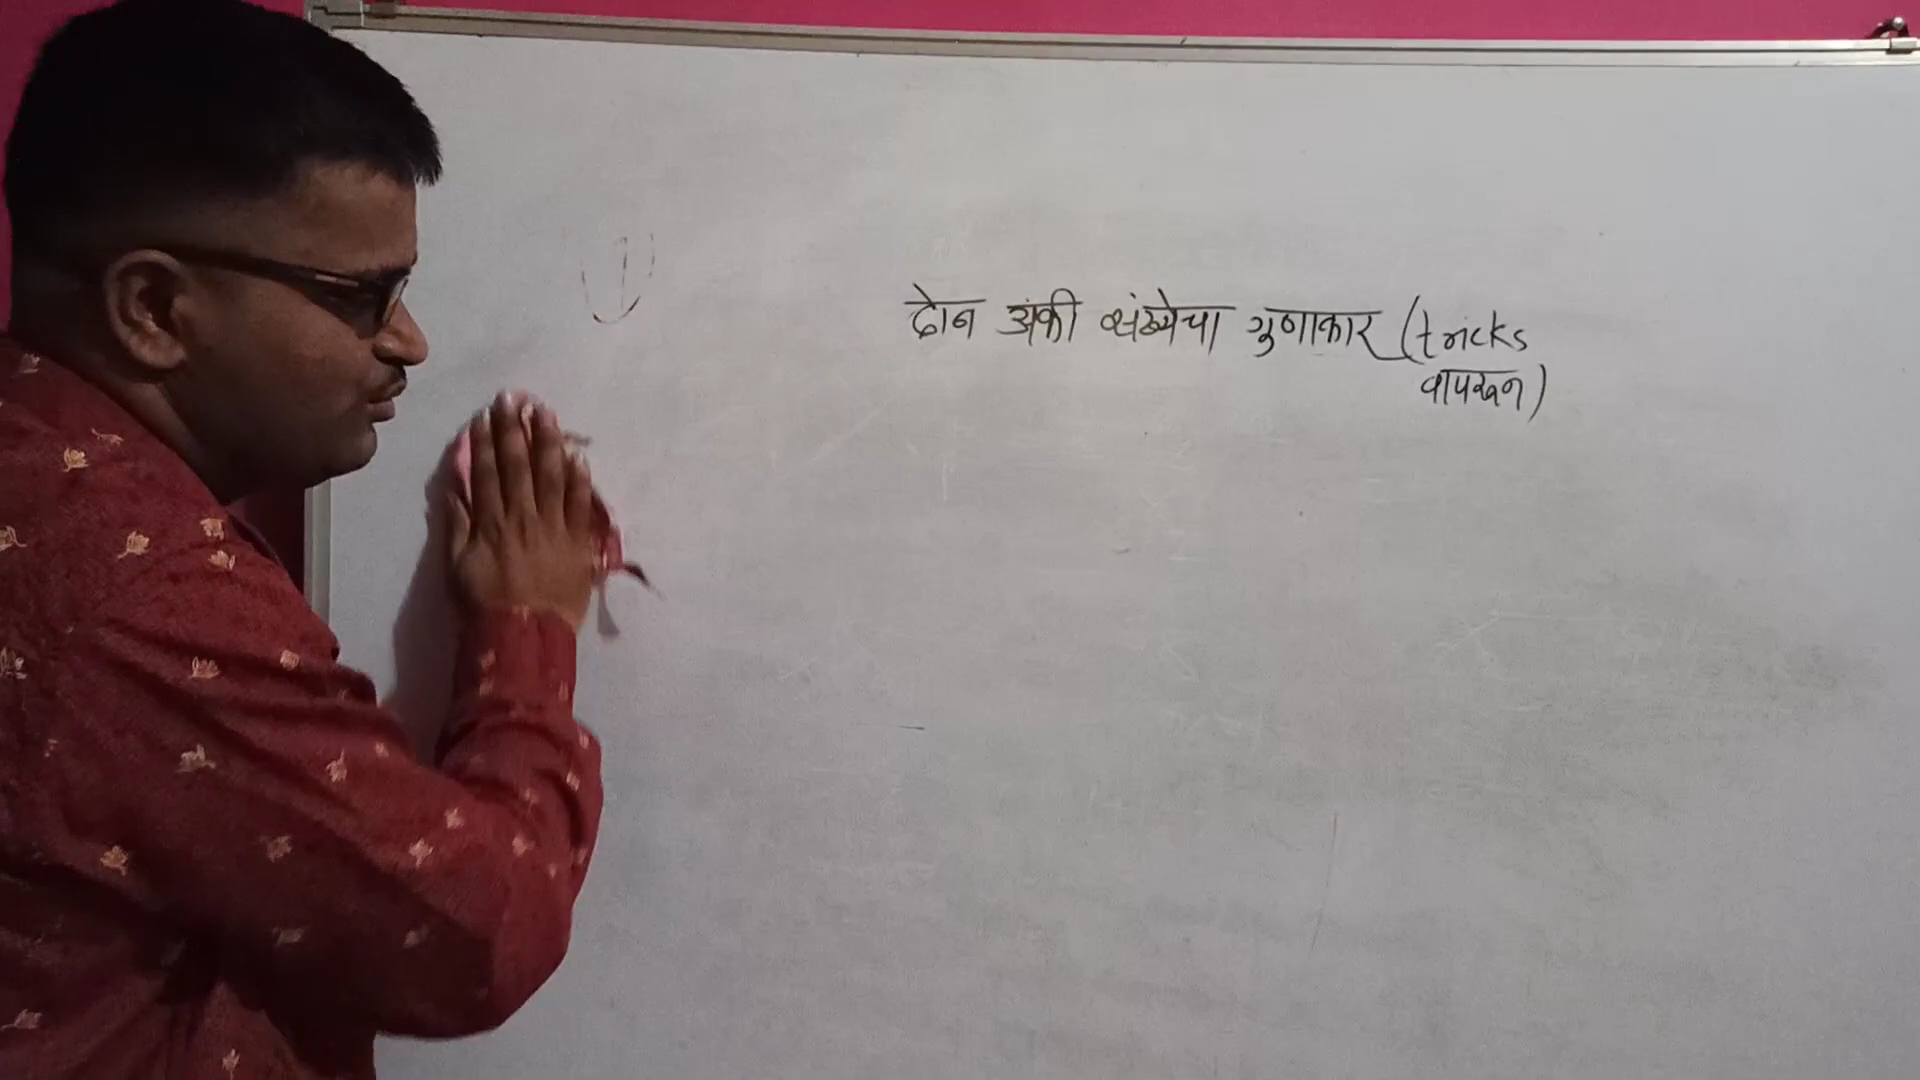 दोन अंकी संख्येचा गुणाकार (tricks
वापरून)